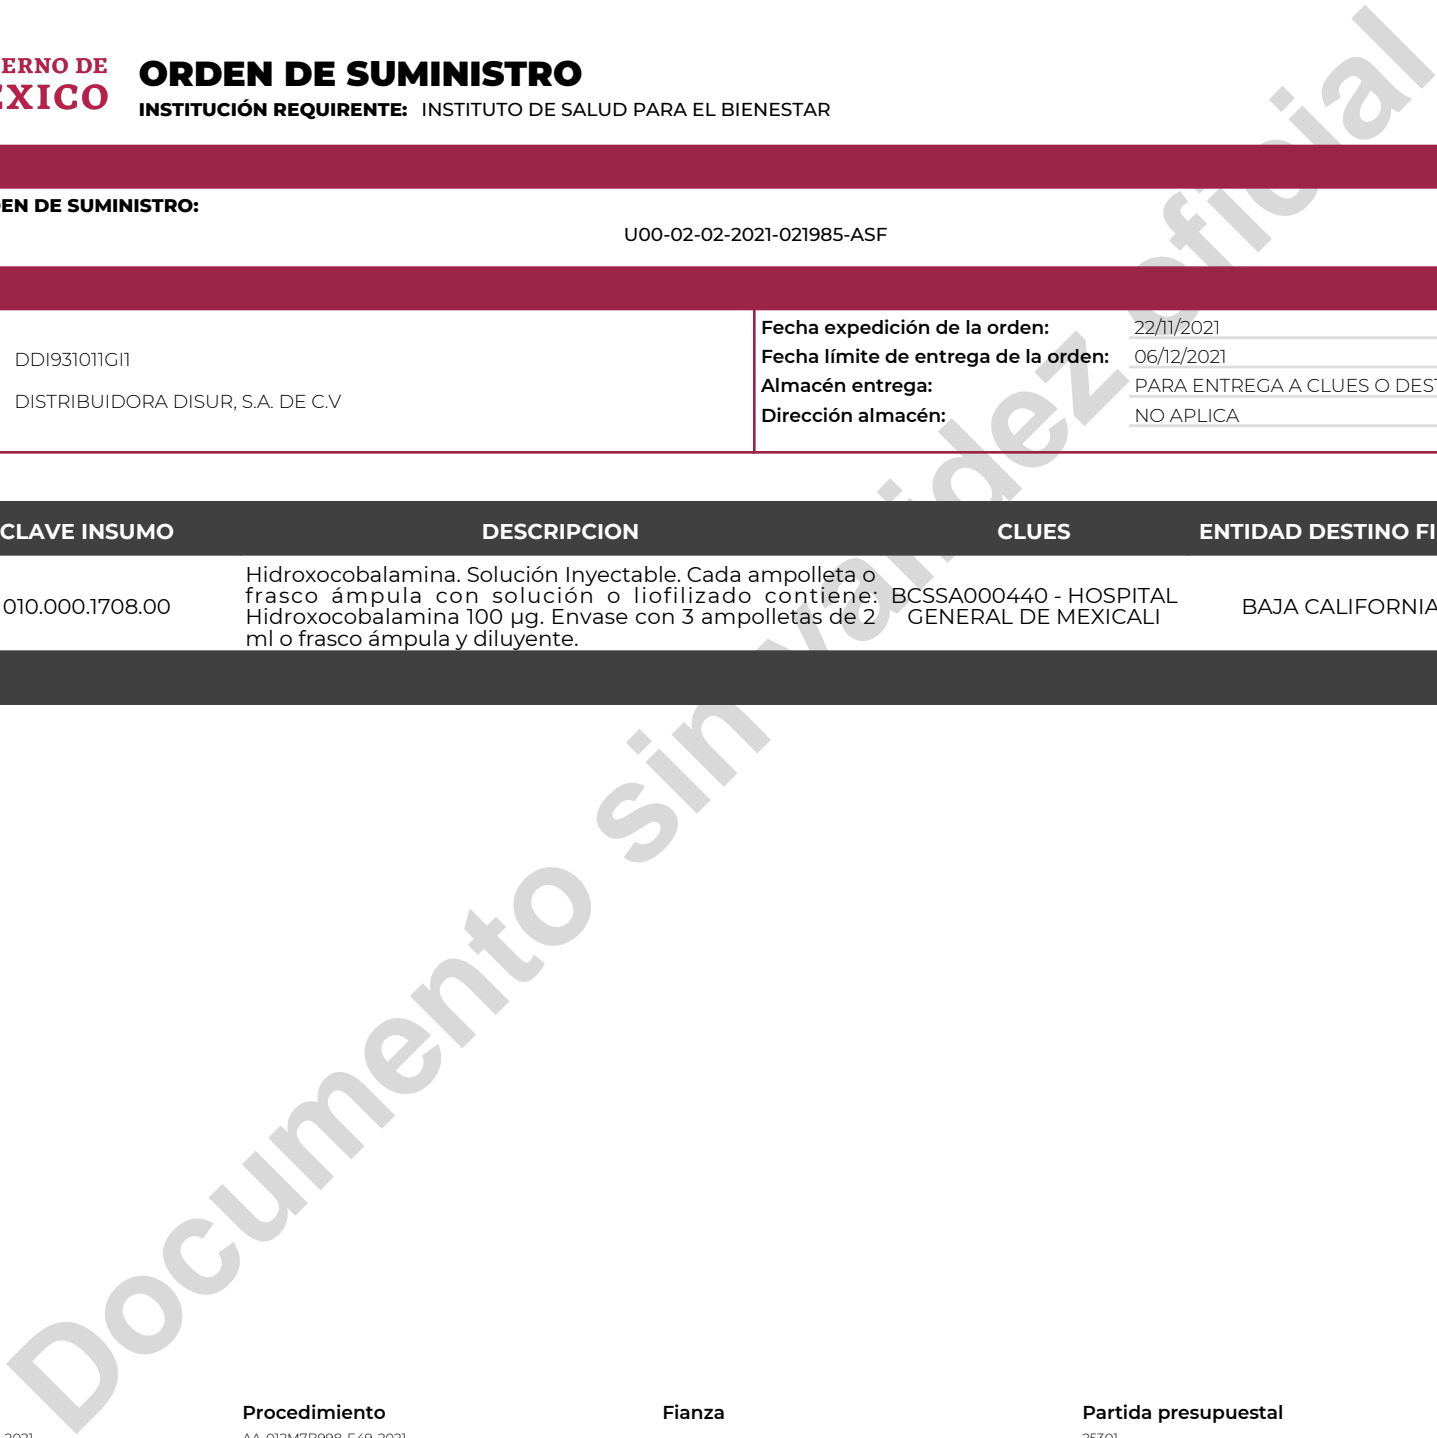 ERNO DE
ÉXICO
ORDEN DE SUMINISTRO
INSTITUCIÓN REQUIRENTE: INSTITUTO DE SALUD PARA EL BIENESTAR
EN DE SUMINISTRO:
U00-02-02-2021-021985-ASF
DDI931011GI1
DISTRIBUIDORA DISUR, S.A. DE C.V
Fecha expedición de la orden: 22/11/2021
Fecha límite de entrega de la orden: 06/12/2021
Almacén entrega: PARA ENTREGA A CLUES O DEST
Dirección almacén: NO APLICA
CLAVE INSUMO DESCRIPCION CLUES ENTIDAD DESTINO FI
010.000.1708.00
Hidroxocobalamina. Solución Inyectable. Cada ampolleta o
frasco ámpula con solución o liofilizado contiene:
Hidroxocobalamina 100 µg. Envase con 3 ampolletas de 2
ml o frasco ámpula y diluyente.
BCSSA000440 - HOSPITAL
GENERAL DE MEXICALI
BAJA CALIFORNIA
Documento sin validez oficial
Procedimiento Fianza Partida presupuestal